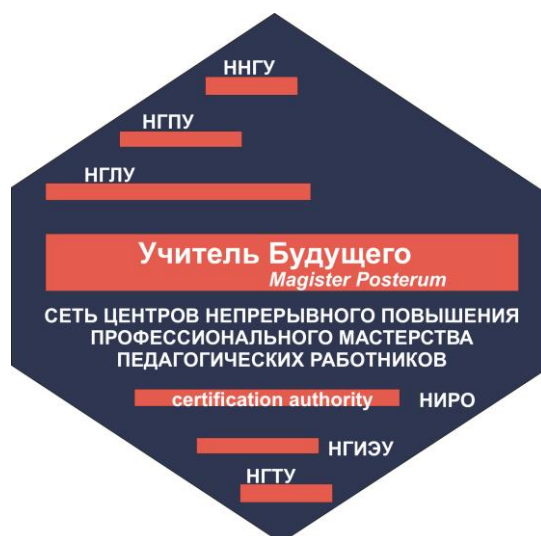 ННГУ
НГПУ
НГЛУ
Учитель Будущего
Magister Posterum
СЕТЬ ЦЕНТРОВ НЕПРЕРЫВНОГО ПОВЫШЕНИЯ
ПРОФЕССИОНАЛЬНОГО МАСТЕРСТВА
ПЕДАГОГИЧЕСКИХ РАБОТНИКОВ
certification authority НИРО
НГИЭУ
НГТУ